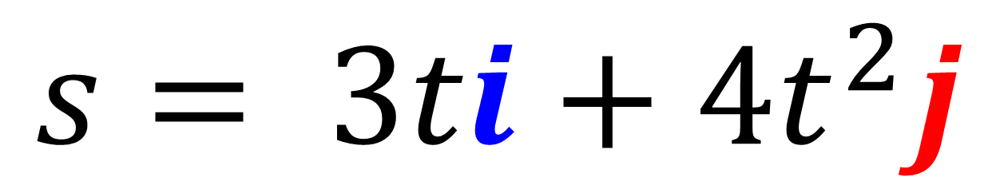 s = 3ti + 4t²j